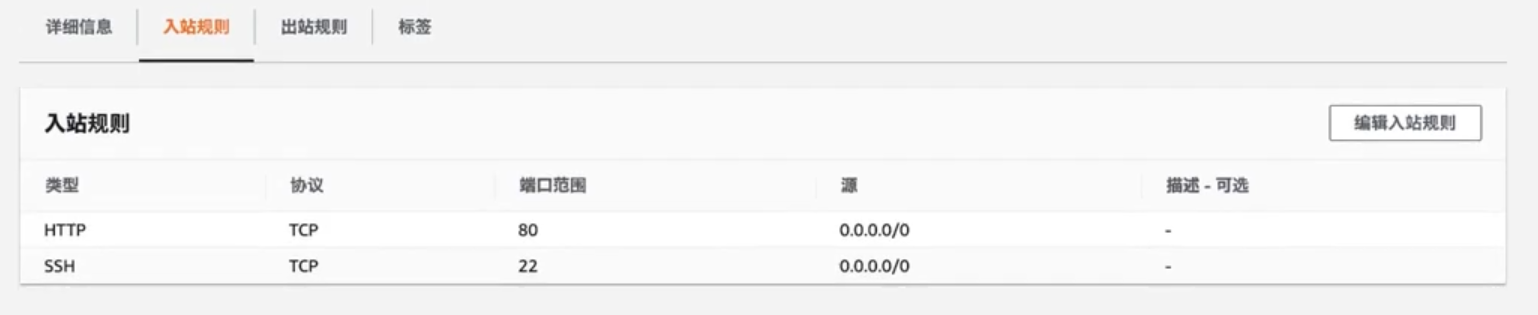 详细信息 入站规则 出站规则 标签
入站规则 编辑入站规则
类型 协议 端口范围 源 描述 - 可选
HTTP TCP 80 0.0.0.0/0 -
SSH TCP 22 0.0.0.0/0 -